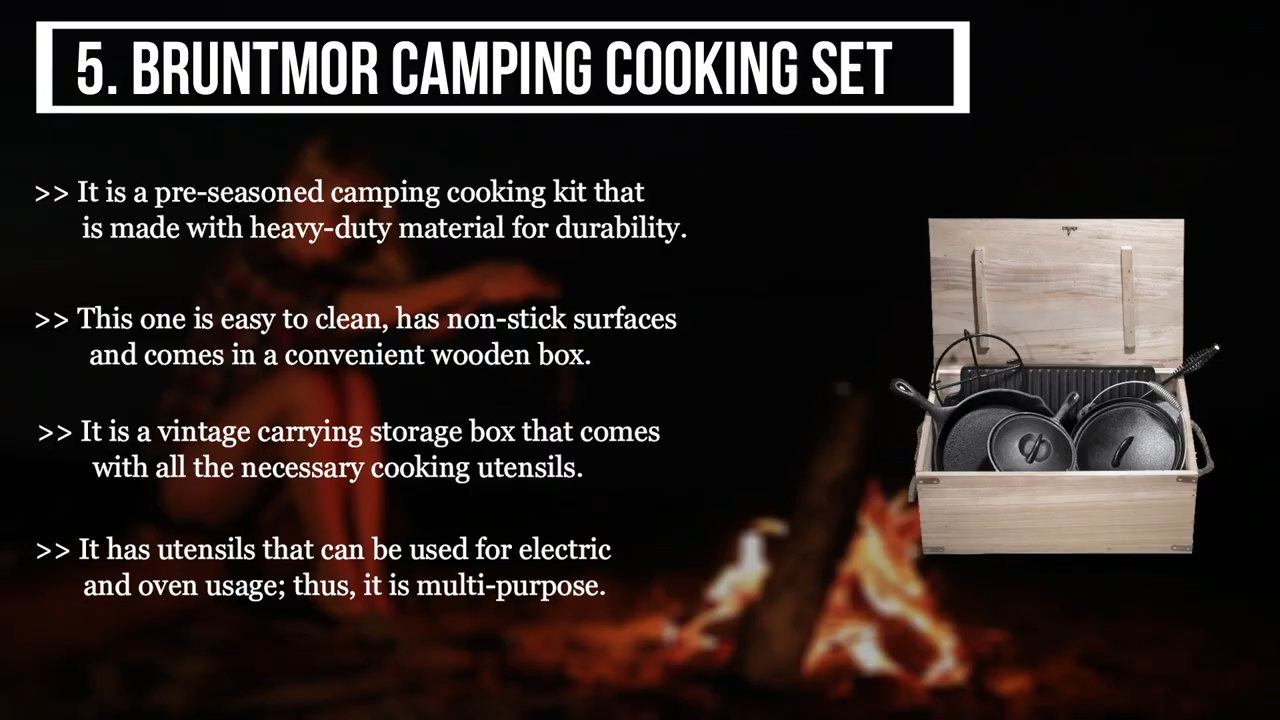 5. BRUNTMOR CAMPING COOKING SET
>> It is a pre-seasoned camping cooking kit that
is made with heavy-duty material for durability.
>> This one is easy to clean, has non-stick surfaces
and comes in a convenient wooden box.
>> It is a vintage carrying storage box that comes
with all the necessary cooking utensils.
>> It has utensils that can be used for electric
and oven usage; thus, it is multi-purpose.